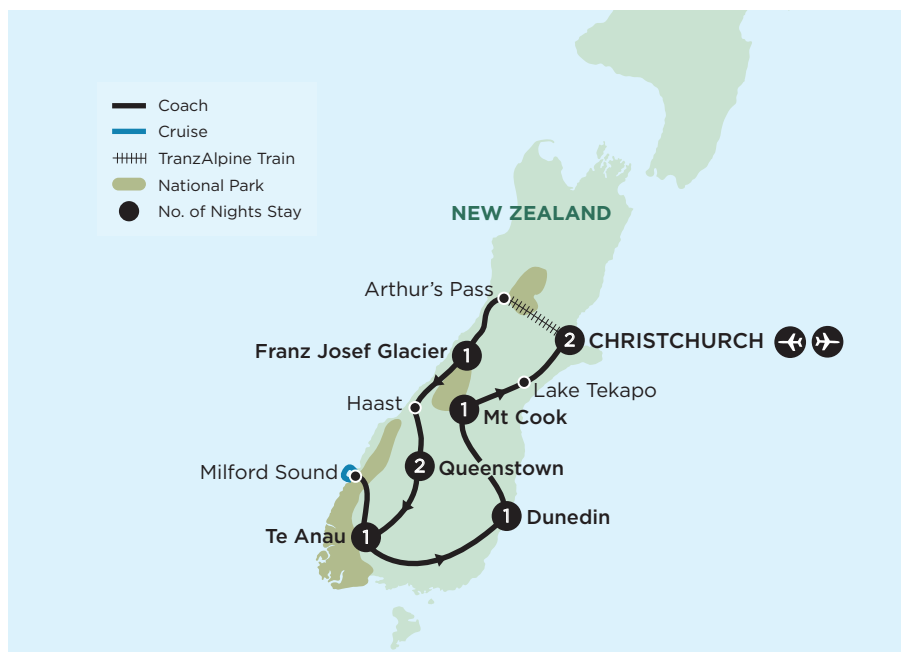 Coach
Cruise
TranzAlpine Train
National Park
No. of Nights Stay
NEW ZEALAND
Arthur’s Pass
2 CHRISTCHURCH
Franz Josef Glacier 1
Lake Tekapo
Haast
1 Mt Cook
2 Queenstown
Milford Sound
1 Dunedin
Te Anau 1